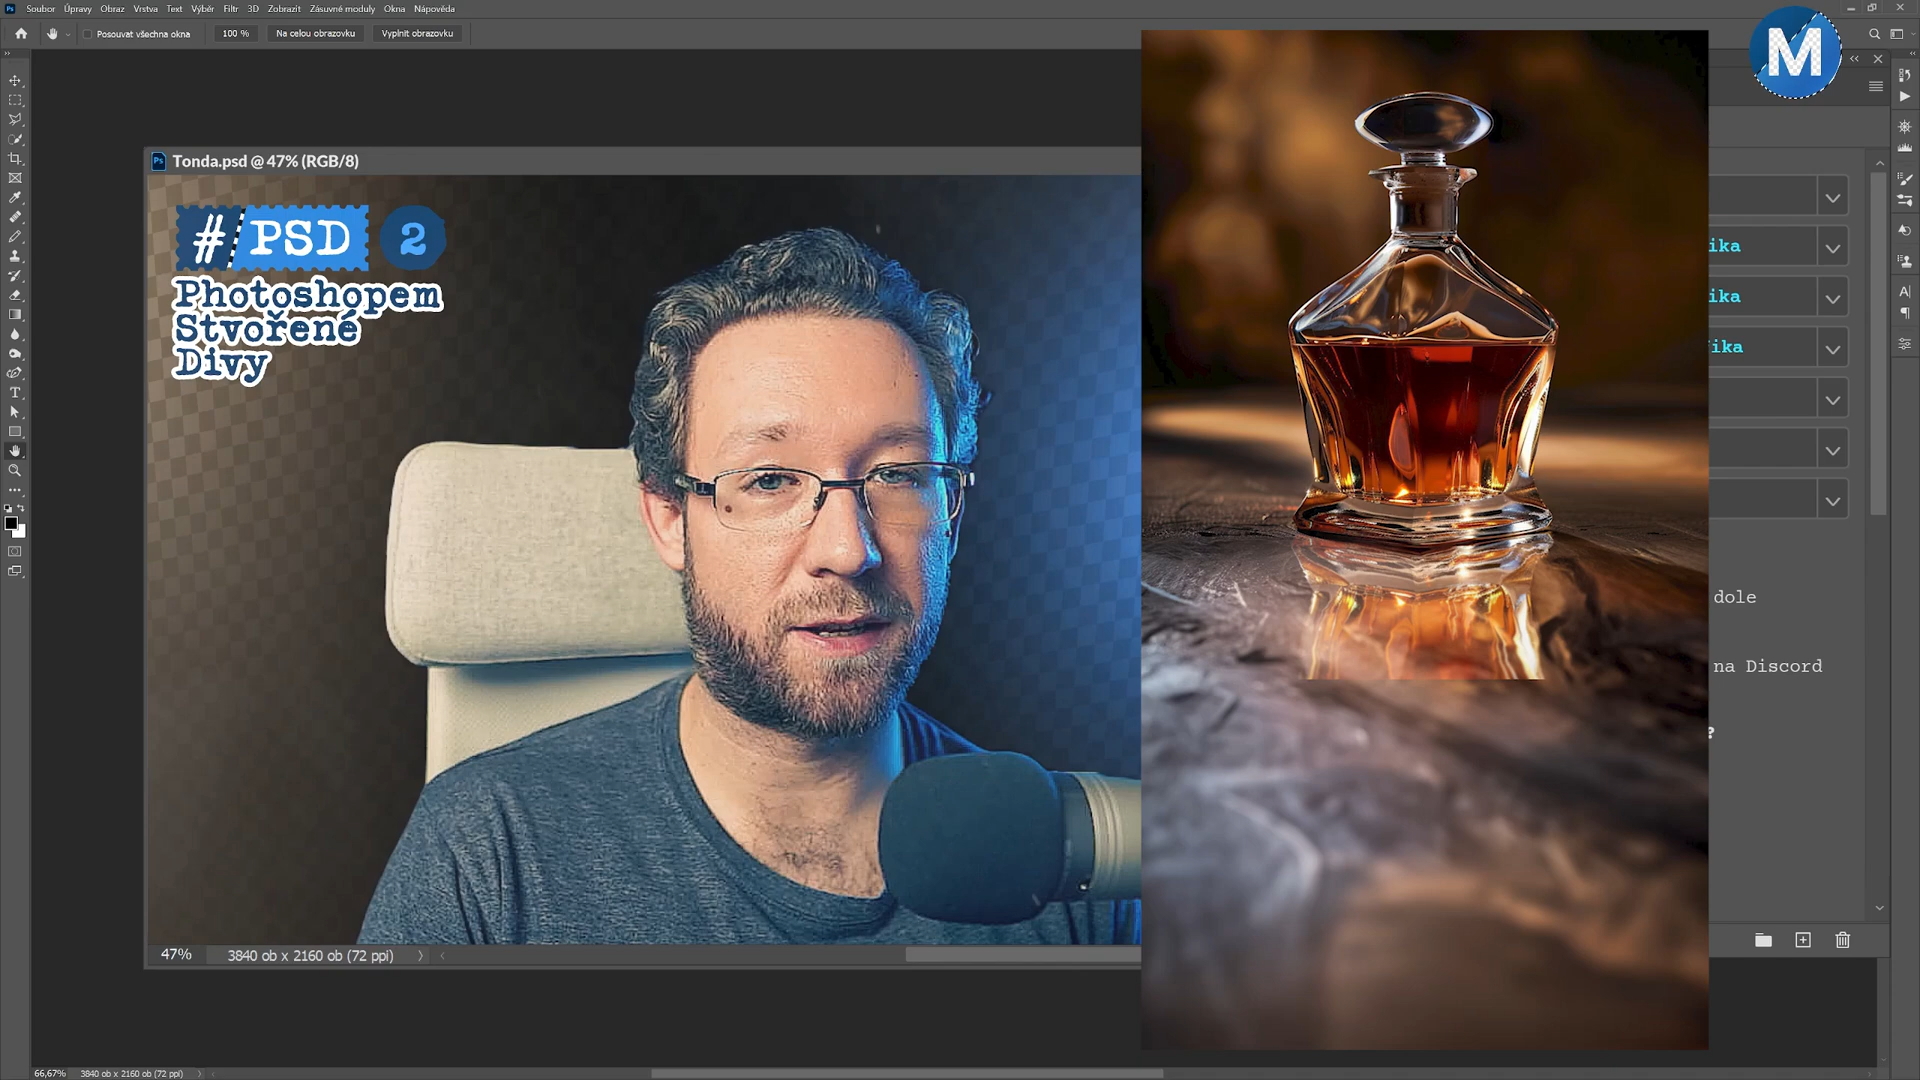 Ps Soubor Úpravy Obraz Vrstva Text Výběr Filtr 3D Zobrazit Zásuvné moduly Okna Nápověda
Posouvat všechna okna 100 % Na celou obrazovku Vyplnit obrazovku
M
Ps Tonda.psd @ 47% (RGB/8)
# PSD 2
Photoshopem
Stvořené
Divy
ika
ika
ika
dole
na Discord
?
47% 3840 ob x 2160 ob (72 ppi)
66,67% 3840 ob x 2160 ob (72 ppi)